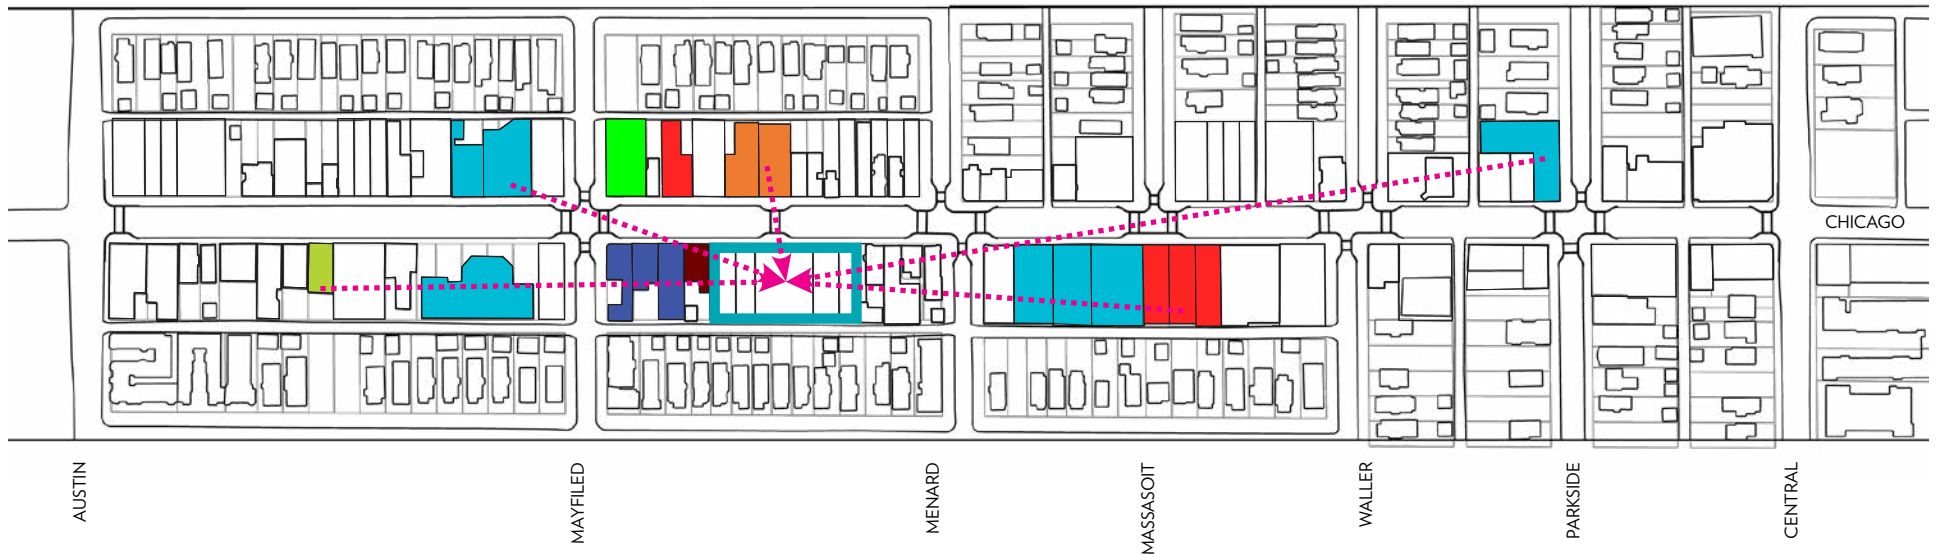 CHICAGO
AUSTIN
MAYFILED
MENARD
MASSASOIT
WALLER
PARKSIDE
CENTRAL